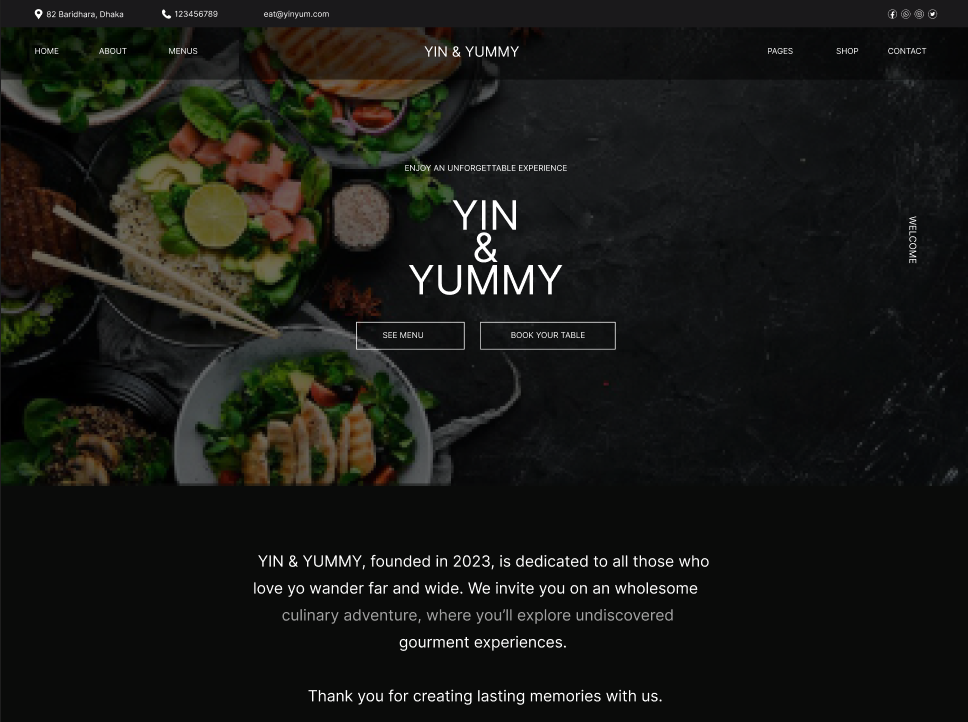 82 Baridhara, Dhaka 123456789 eat@yinyum.com
HOME ABOUT MENUS YIN & YUMMY PAGES SHOP CONTACT
ENJOY AN UNFORGETTABLE EXPERIENCE
YIN
&
YUMMY
WELCOME
SEE MENU BOOK YOUR TABLE
YIN & YUMMY, founded in 2023, is dedicated to all those who
love yo wander far and wide. We invite you on an wholesome
culinary adventure, where you’ll explore undiscovered
gourment experiences.
Thank you for creating lasting memories with us.